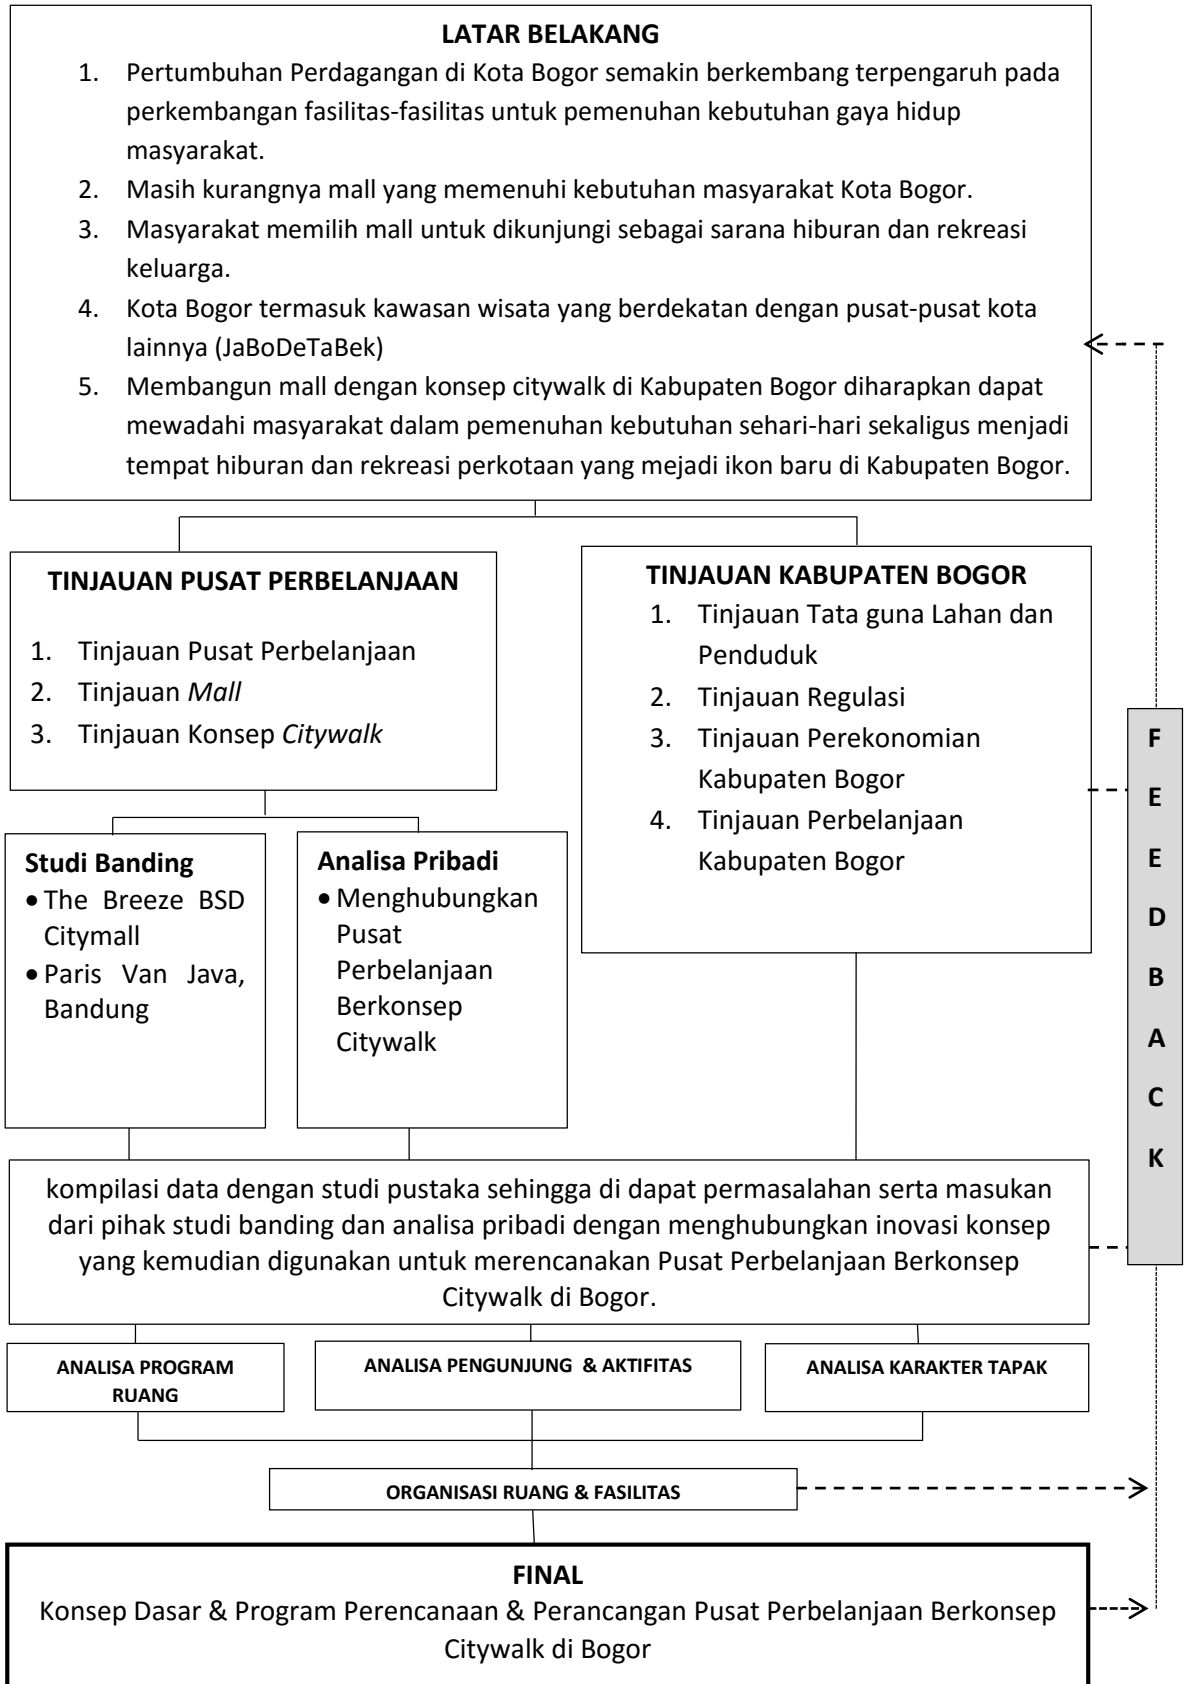 LATAR BELAKANG
1. Pertumbuhan Perdagangan di Kota Bogor semakin berkembang terpengaruh pada
perkembangan fasilitas-fasilitas untuk pemenuhan kebutuhan gaya hidup
masyarakat.
2. Masih kurangnya mall yang memenuhi kebutuhan masyarakat Kota Bogor.
3. Masyarakat memilih mall untuk dikunjungi sebagai sarana hiburan dan rekreasi
keluarga.
4. Kota Bogor termasuk kawasan wisata yang berdekatan dengan pusat-pusat kota
lainnya (JaBoDeTaBek)
5. Membangun mall dengan konsep citywalk di Kabupaten Bogor diharapkan dapat
mewadahi masyarakat dalam pemenuhan kebutuhan sehari-hari sekaligus menjadi
tempat hiburan dan rekreasi perkotaan yang mejadi ikon baru di Kabupaten Bogor.
TINJAUAN PUSAT PERBELANJAAN
1. Tinjauan Pusat Perbelanjaan
2. Tinjauan Mall
3. Tinjauan Konsep Citywalk
TINJAUAN KABUPATEN BOGOR
1. Tinjauan Tata guna Lahan dan
Penduduk
2. Tinjauan Regulasi
3. Tinjauan Perekonomian
Kabupaten Bogor
4. Tinjauan Perbelanjaan
Kabupaten Bogor
Studi Banding
• The Breeze BSD
Citymall
• Paris Van Java,
Bandung
Analisa Pribadi
• Menghubungkan
Pusat
Perbelanjaan
Berkonsep
Citywalk
F
E
E
D
B
A
C
K
kompilasi data dengan studi pustaka sehingga di dapat permasalahan serta masukan
dari pihak studi banding dan analisa pribadi dengan menghubungkan inovasi konsep
yang kemudian digunakan untuk merencanakan Pusat Perbelanjaan Berkonsep
Citywalk di Bogor.
ANALISA PROGRAM
RUANG
ANALISA PENGUNJUNG & AKTIFITAS
ANALISA KARAKTER TAPAK
ORGANISASI RUANG & FASILITAS
FINAL
Konsep Dasar & Program Perencanaan & Perancangan Pusat Perbelanjaan Berkonsep
Citywalk di Bogor